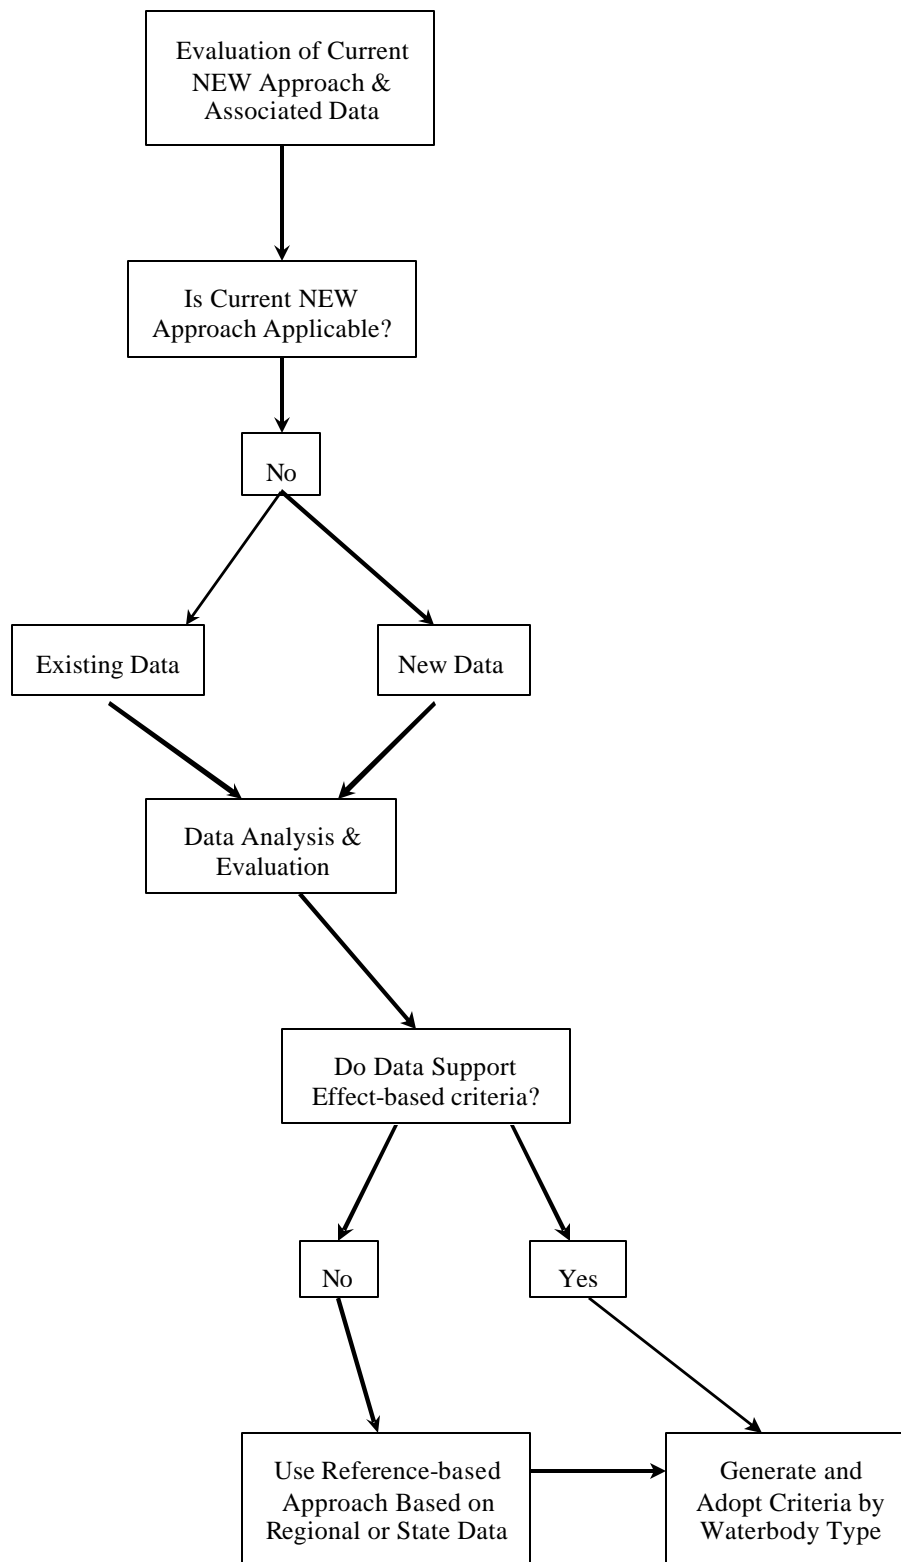 Evaluation of Current
NEW Approach &
Associated Data
Is Current NEW
Approach Applicable?
No
Existing Data
New Data
Data Analysis &
Evaluation
Do Data Support
Effect-based criteria?
No
Yes
Use Reference-based
Approach Based on
Regional or State Data
Generate and
Adopt Criteria by
Waterbody Type